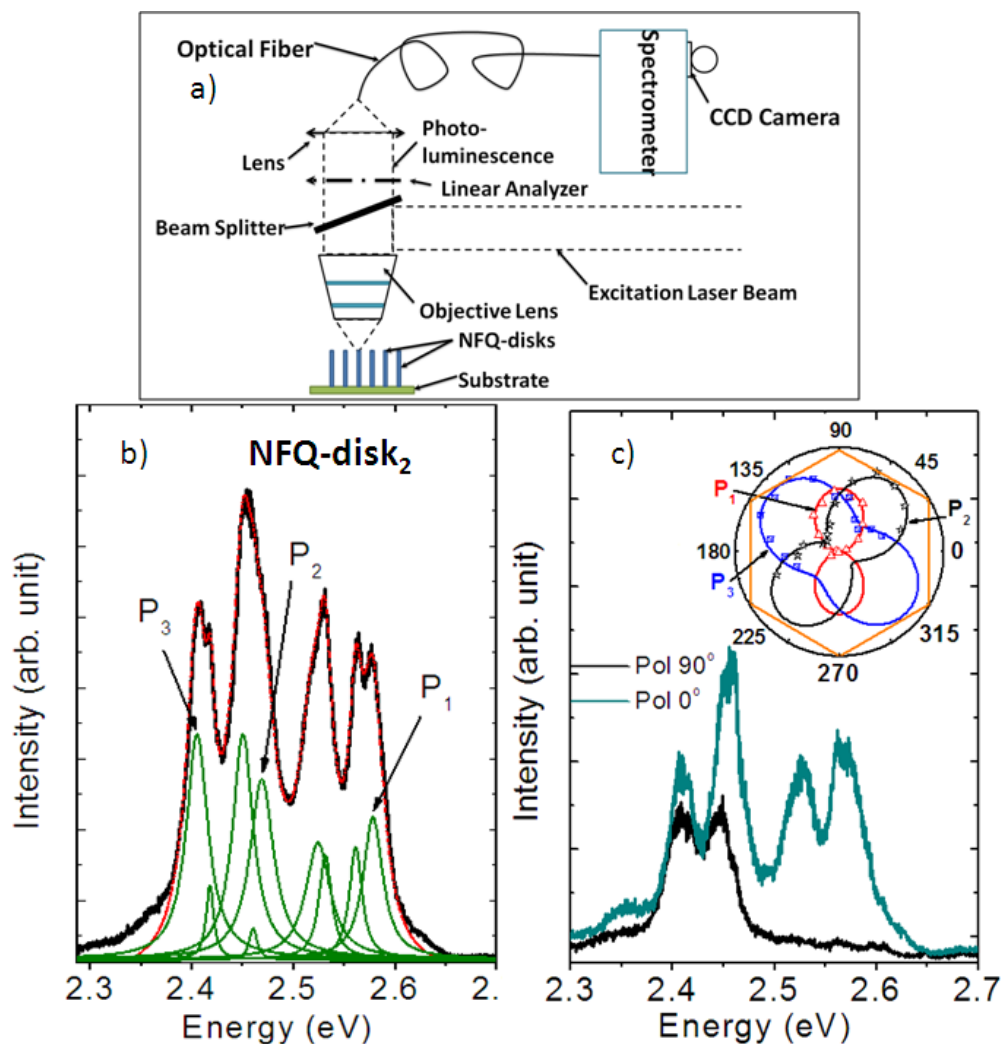 a)
Optical Fiber
Spectrometer
CCD Camera
Photo-
luminescence
Lens
Linear Analyzer
Beam Splitter
Excitation Laser Beam
Objective Lens
NFQ-disks
Substrate
b)
NFQ-disk₂
P₃
P₂
P₁
Intensity (arb. unit)
2.3 2.4 2.5 2.6 2.
Energy (eV)
c)
90
135 45
P₁
P₂
180 0
P₃
225 315
270
Pol 90°
Pol 0°
Intensity (arb. unit)
2.3 2.4 2.5 2.6 2.7
Energy (eV)